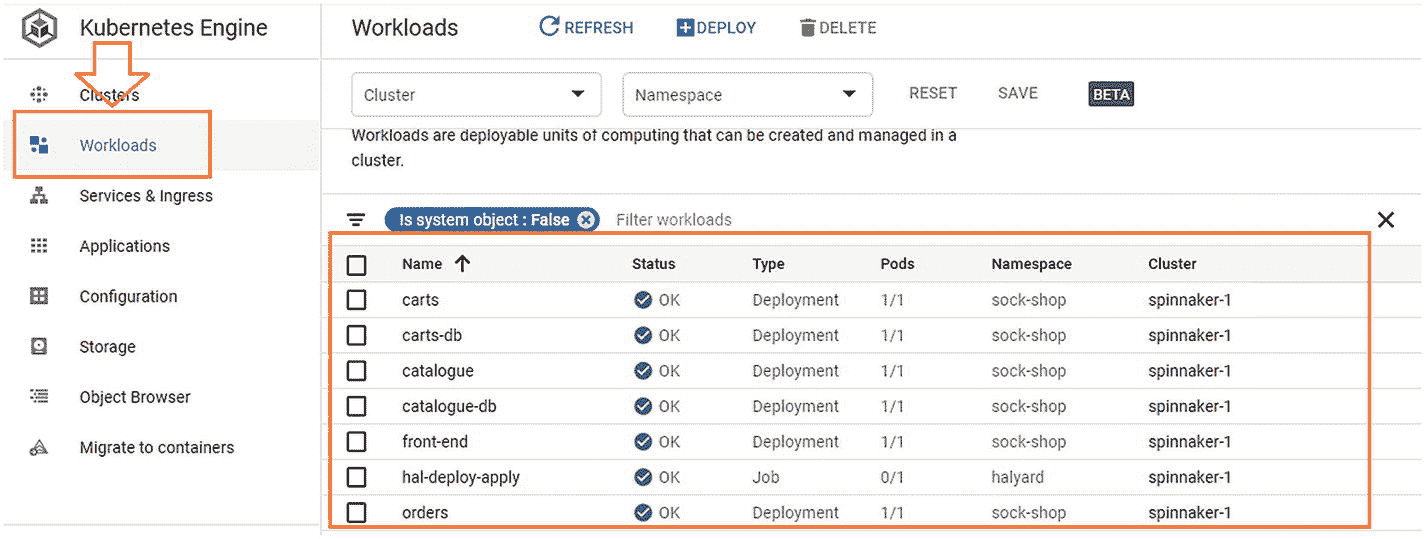 Kubernetes Engine
Clusters
Workloads
Services & Ingress
Applications
Configuration
Storage
Object Browser
Migrate to containers
Workloads REFRESH DEPLOY DELETE
Cluster Namespace RESET SAVE BETA
Workloads are deployable units of computing that can be created and managed in a
cluster.
Is system object : False Filter workloads
Name Status Type Pods Namespace Cluster
carts OK Deployment 1/1 sock-shop spinnaker-1
carts-db OK Deployment 1/1 sock-shop spinnaker-1
catalogue OK Deployment 1/1 sock-shop spinnaker-1
catalogue-db OK Deployment 1/1 sock-shop spinnaker-1
front-end OK Deployment 1/1 sock-shop spinnaker-1
hal-deploy-apply OK Job 0/1 halyard spinnaker-1
orders OK Deployment 1/1 sock-shop spinnaker-1